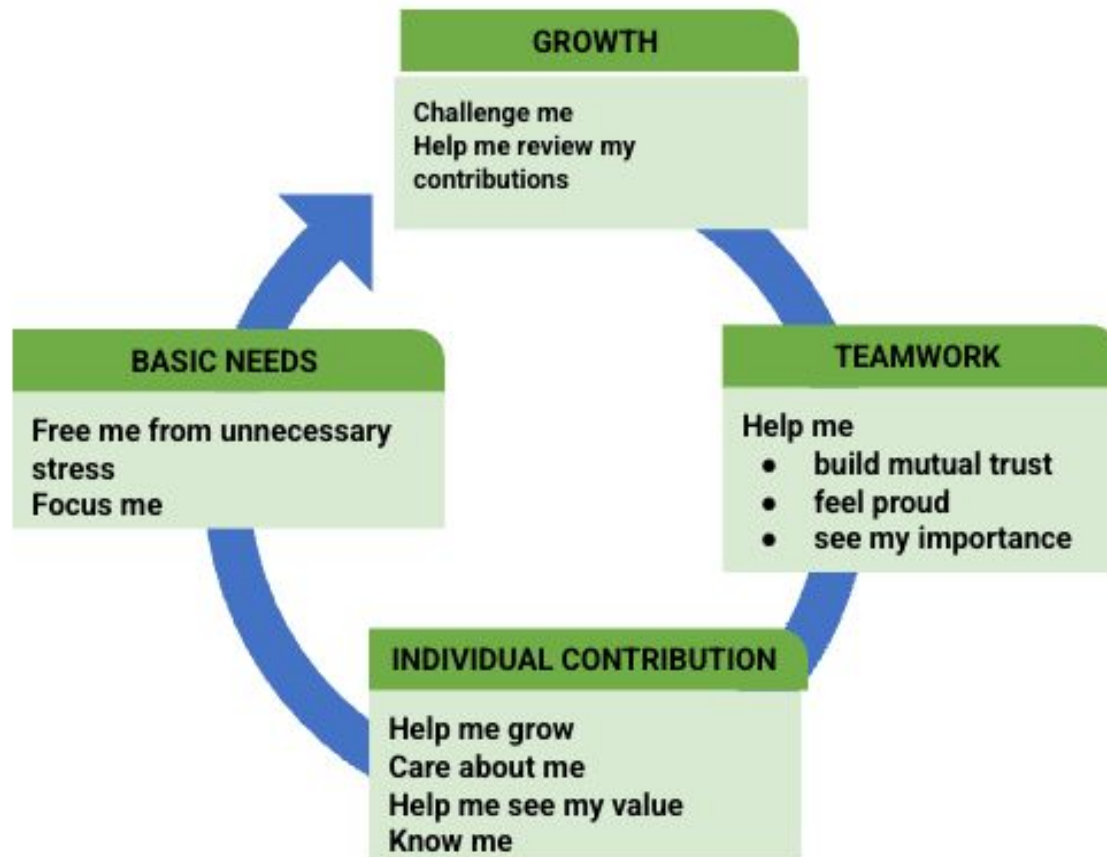 GROWTH
Challenge me
Help me review my
contributions
TEAMWORK
Help me
● build mutual trust
● feel proud
● see my importance
INDIVIDUAL CONTRIBUTION
Help me grow
Care about me
Help me see my value
Know me
BASIC NEEDS
Free me from unnecessary
stress
Focus me